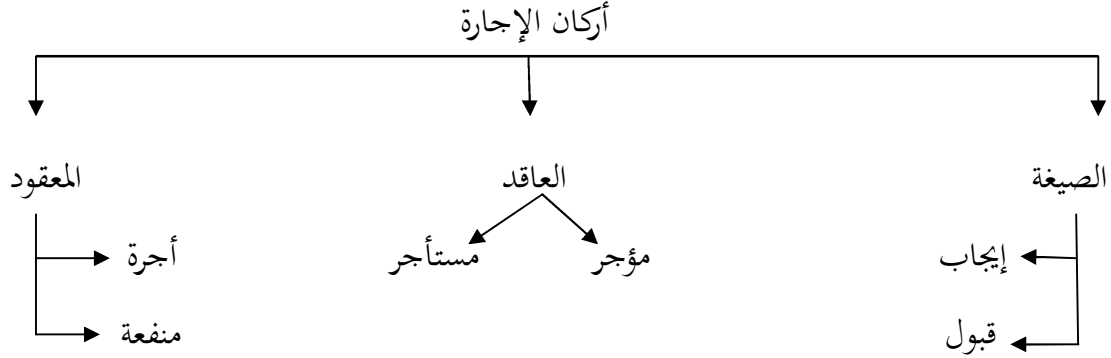 أركان الإجارة
الصيغة العاقد المعقود
إيجاب مؤجر مستأجر أجرة
قبول منفعة